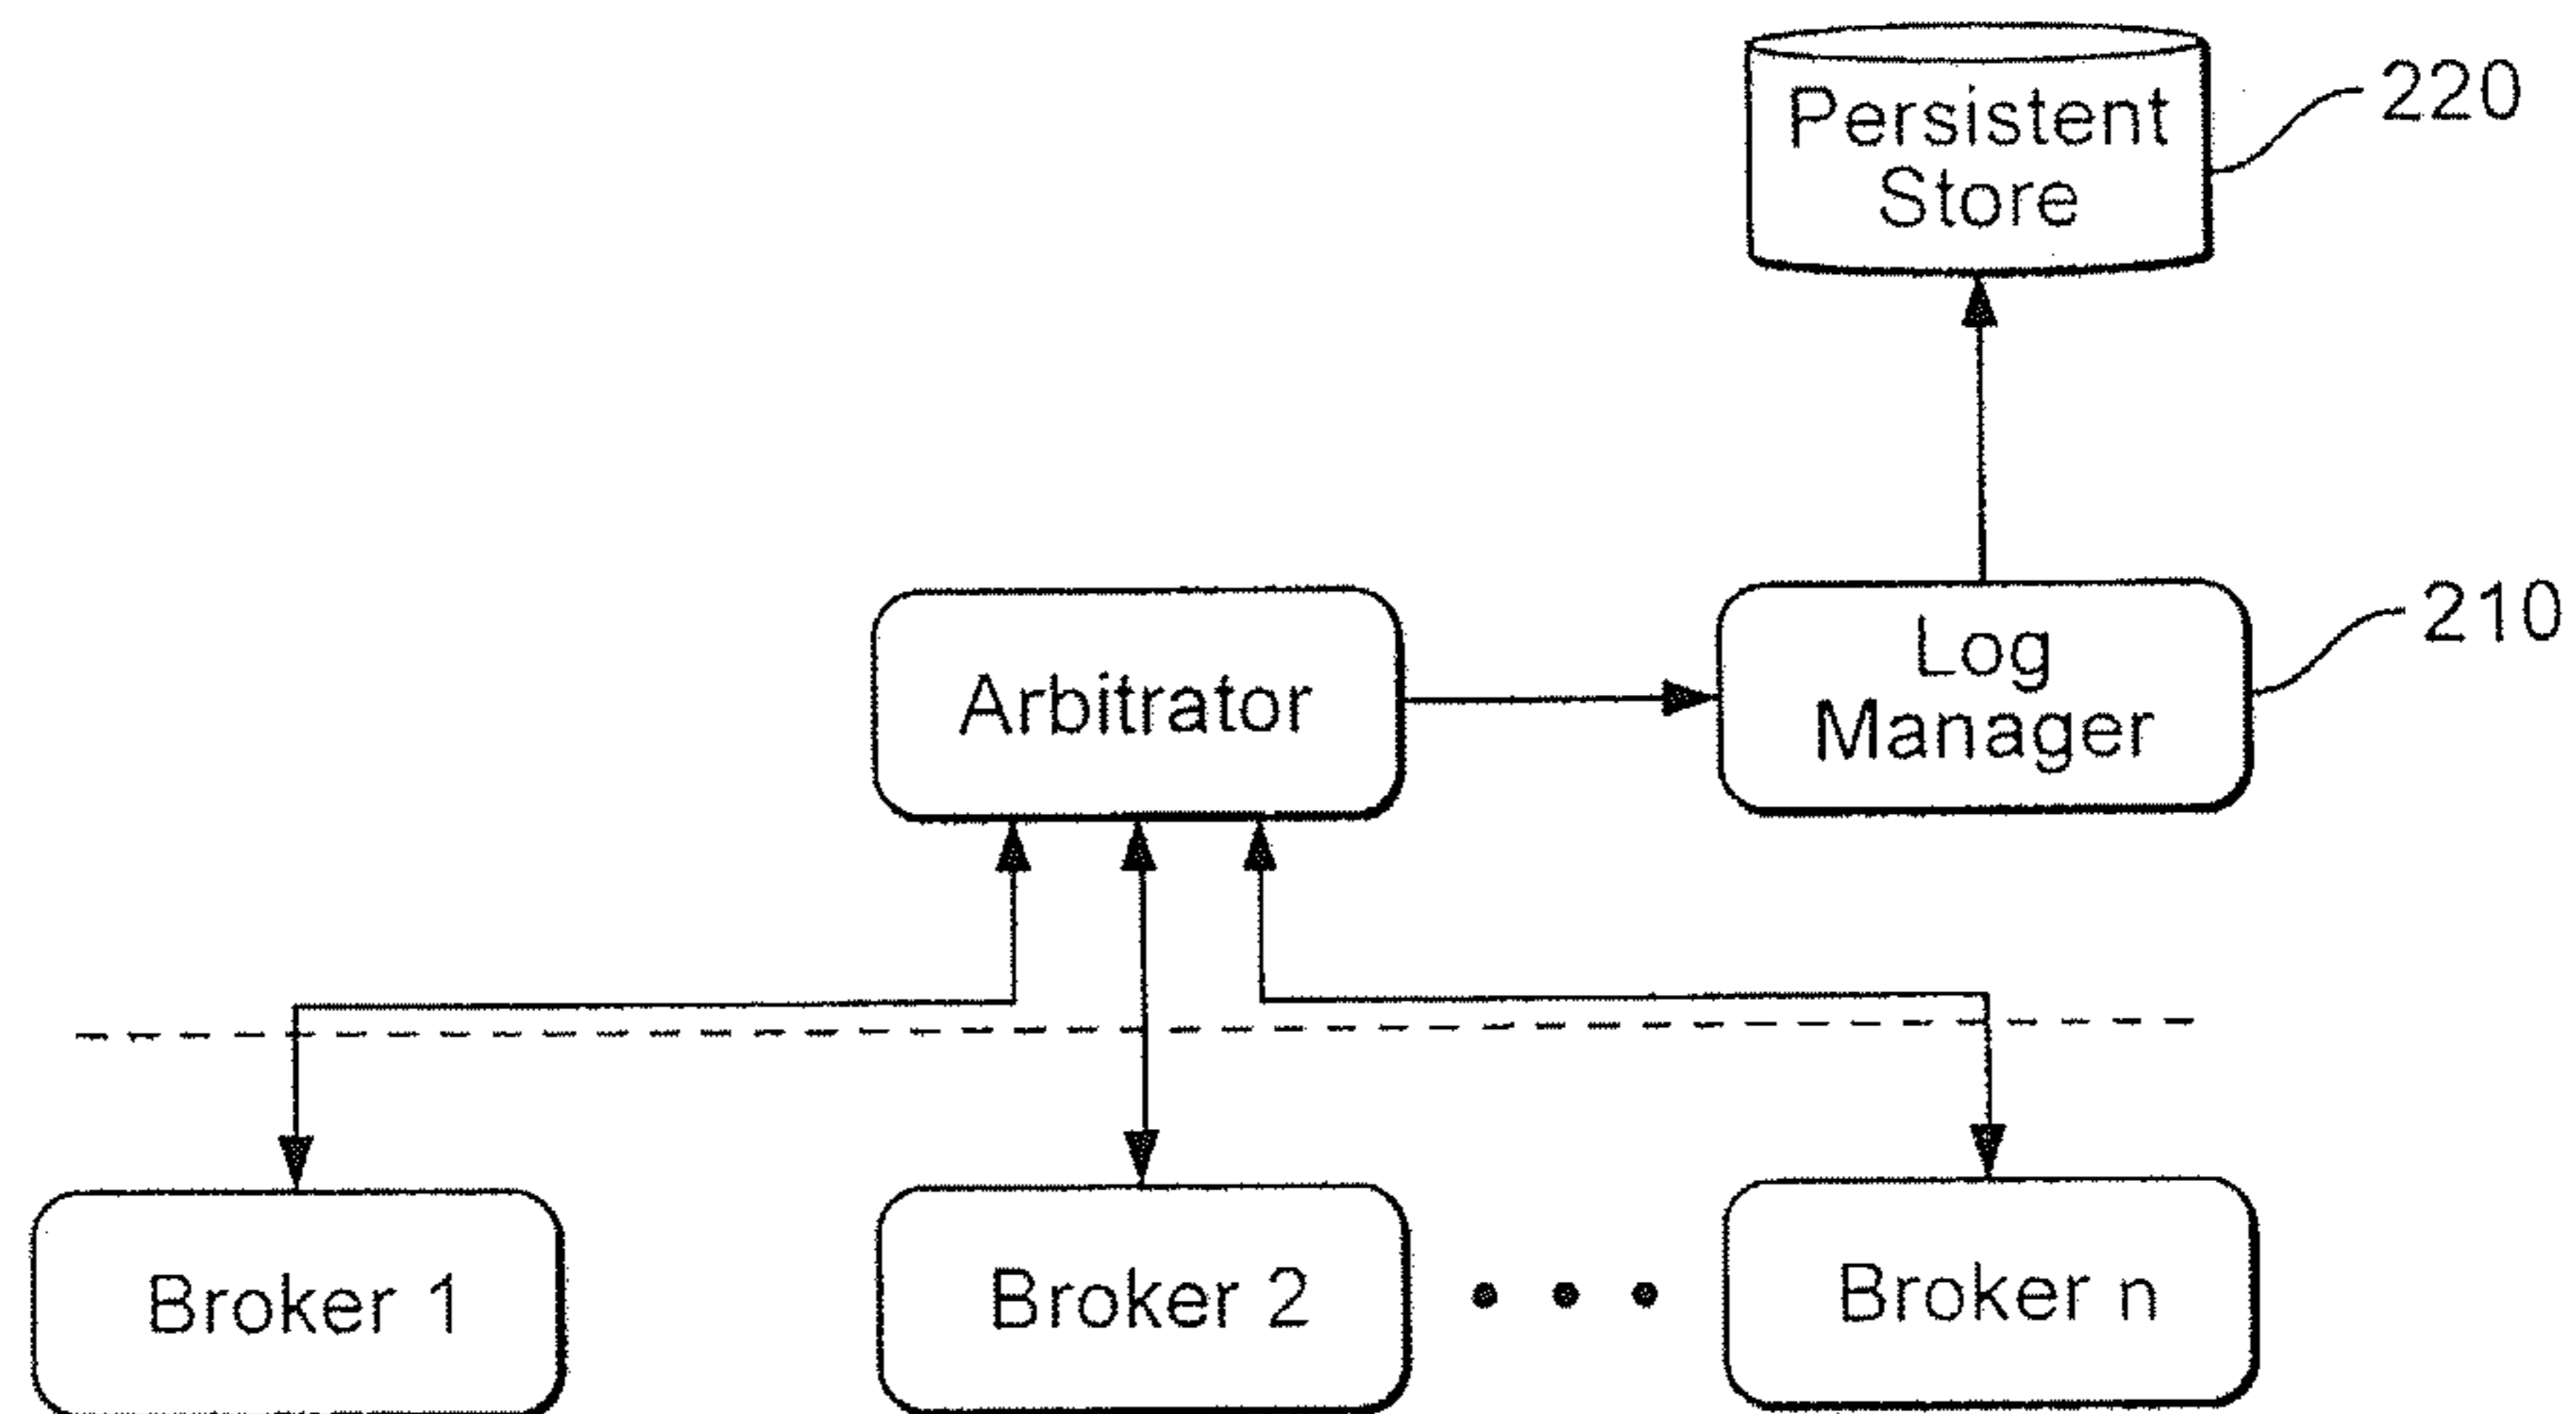 Persistent
Store
220
Log
Manager
210
Arbitrator
Broker 1
Broker 2
Broker n